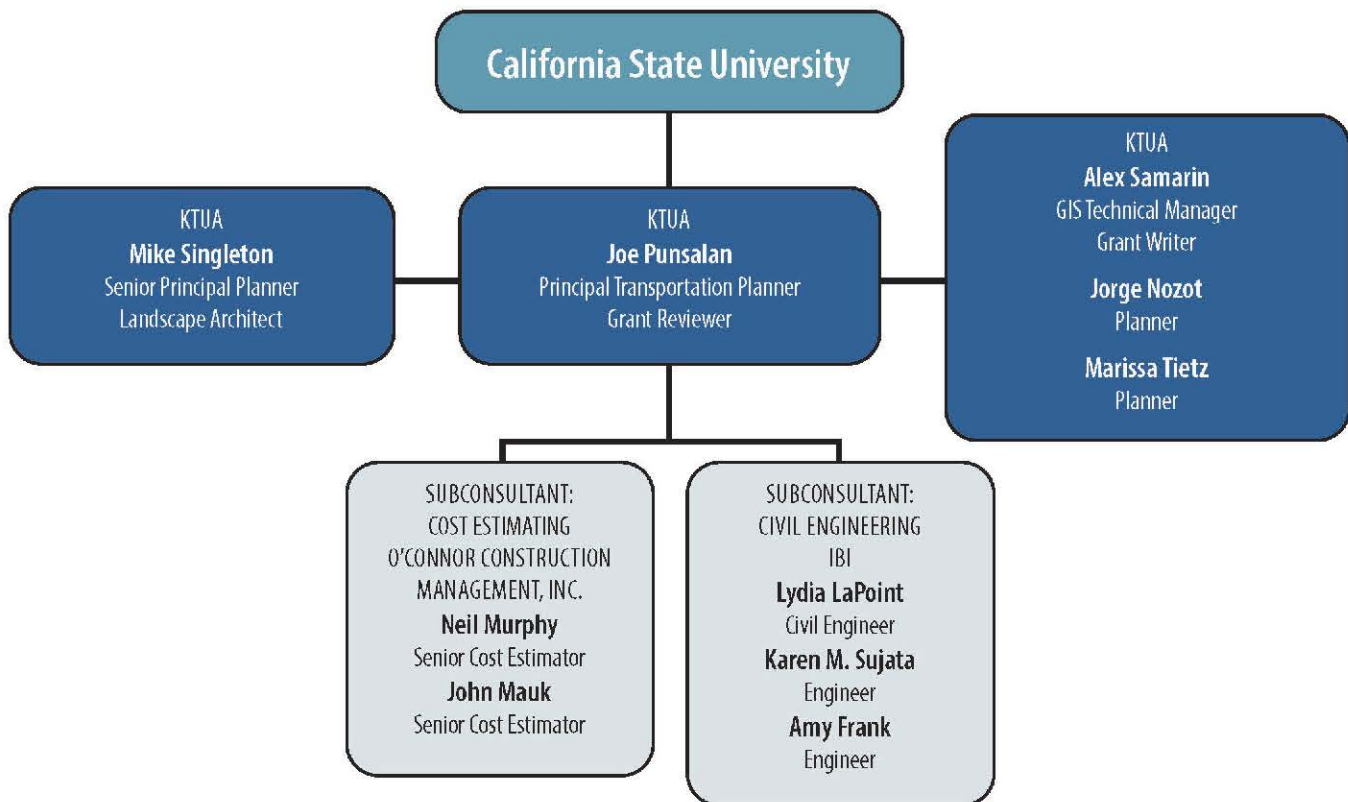 California State University
KTUA
Mike Singleton
Senior Principal Planner
Landscape Architect
KTUA
Joe Punsalan
Principal Transportation Planner
Grant Reviewer
KTUA
Alex Samarin
GIS Technical Manager
Grant Writer
Jorge Nozot
Planner
Marissa Tietz
Planner
SUBCONSULTANT:
COST ESTIMATING
O’CONNOR CONSTRUCTION
MANAGEMENT, INC.
Neil Murphy
Senior Cost Estimator
John Mauk
Senior Cost Estimator
SUBCONSULTANT:
CIVIL ENGINEERING
IBI
Lydia LaPoint
Civil Engineer
Karen M. Sujata
Engineer
Amy Frank
Engineer